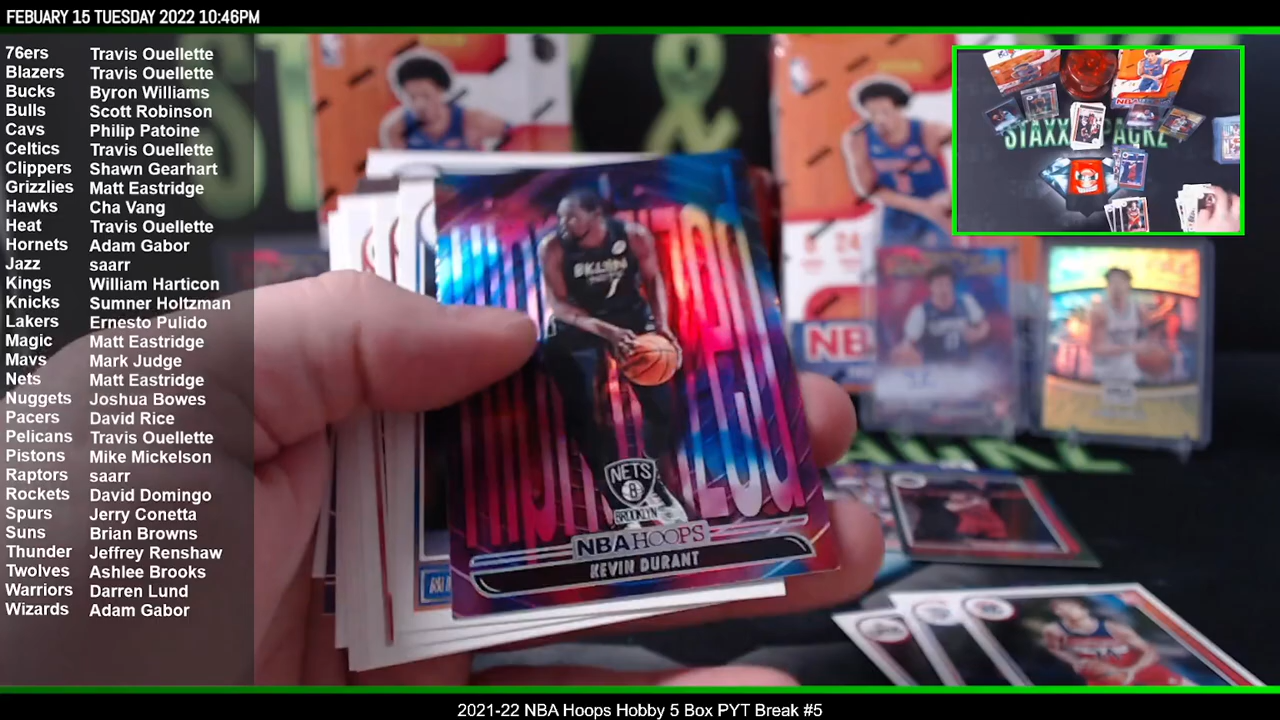 FEBUARY 15 TUESDAY 2022 10:46PM
76ers Travis Ouellette
Blazers Travis Ouellette
Bucks Byron Williams
Bulls Scott Robinson
Cavs Philip Patoine
Celtics Travis Ouellette
Clippers Shawn Gearhart
Grizzlies Matt Eastridge
Hawks Cha Vang
Heat Travis Ouellette
Hornets Adam Gabor
Jazz saarr
Kings William Harticon
Knicks Sumner Holtzman
Lakers Ernesto Pulido
Magic Matt Eastridge
Mavs Mark Judge
Nets Matt Eastridge
Nuggets Joshua Bowes
Pacers David Rice
Pelicans Travis Ouellette
Pistons Mike Mickelson
Raptors saarr
Rockets David Domingo
Spurs Jerry Conetta
Suns Brian Browns
Thunder Jeffrey Renshaw
Twolves Ashlee Brooks
Warriors Darren Lund
Wizards Adam Gabor
BKLYN
7
NETS
B
BROOKLYN
NBA HOOPS
KEVIN DURANT
NB
2021-22 NBA Hoops Hobby 5 Box PYT Break #5